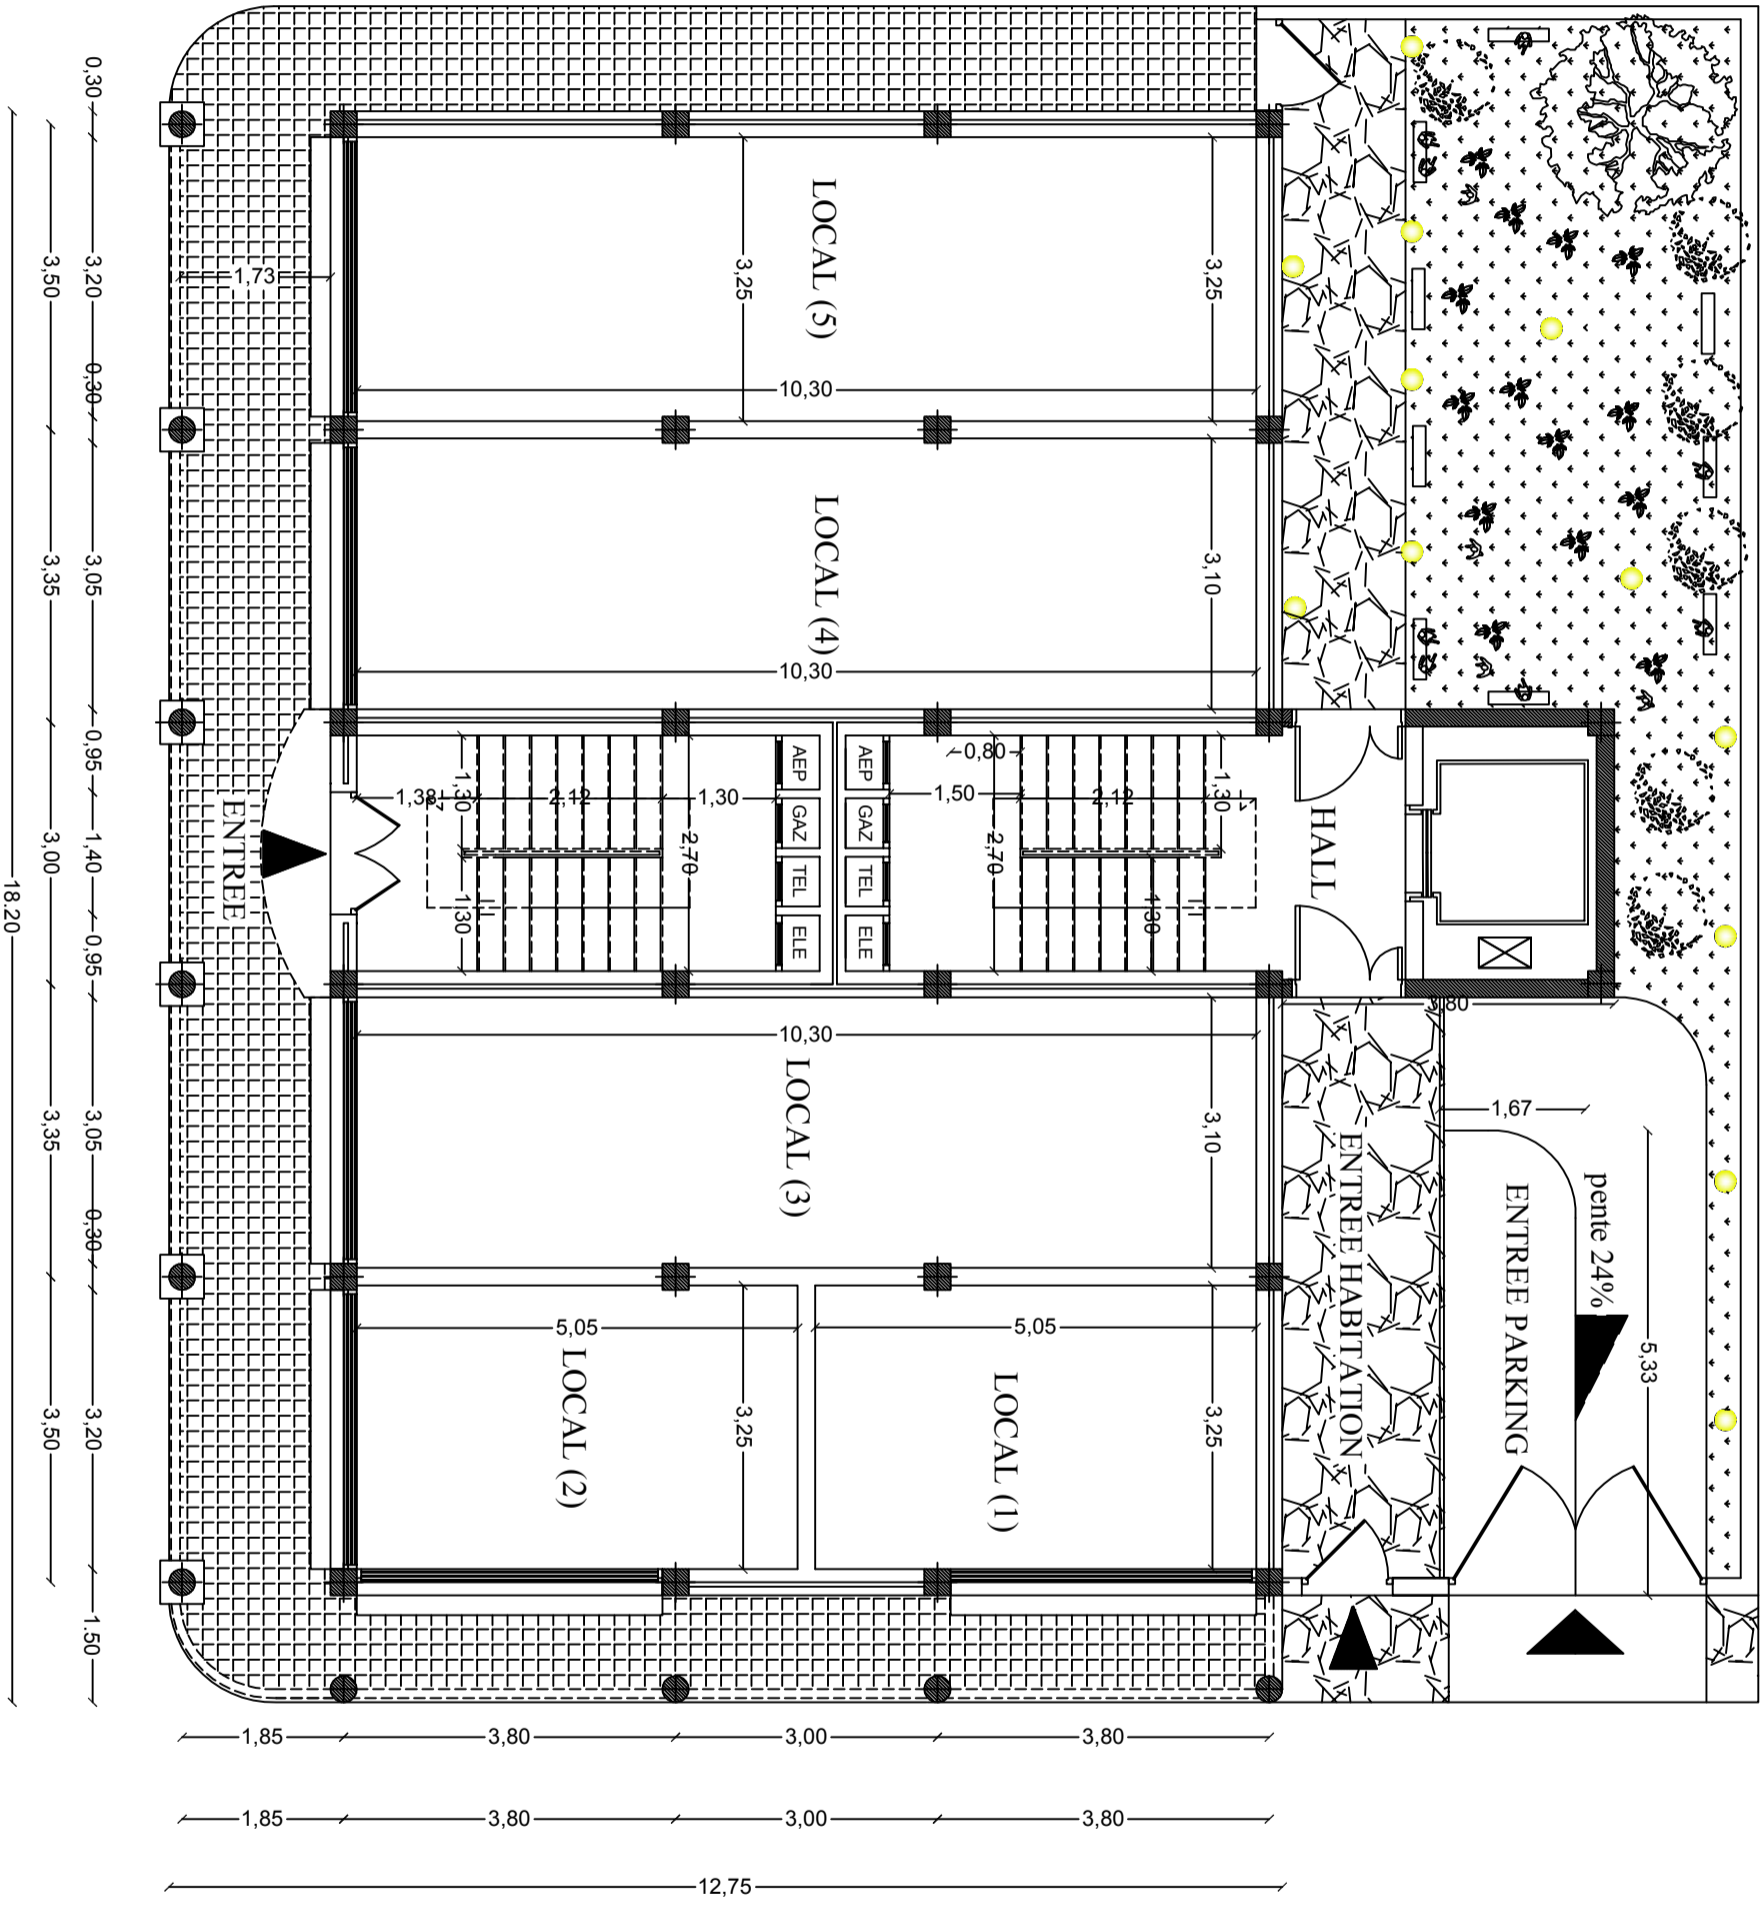 0,30
3,20
0,30
3,05
0,95
1,40
0,95
3,05
0,30
3,20
1.50
3,50
3,35
3,00
3,35
3,50
18.20
1,73
LOCAL (5)
3,25
3,25
10,30
LOCAL (4)
3,10
10,30
ENTREE
1,38
1,30
2,12
1,30
2,70
1,30
AEP
GAZ
TEL
ELE
AEP
GAZ
TEL
ELE
0,80
1,50
2,12
1,30
2,70
1,30
HALL
10,30
LOCAL (3)
3,10
3,80
5,05
LOCAL (2)
3,25
5,05
LOCAL (1)
3,25
ENTREE HABITATION
1,67
ENTREE PARKING
pente 24%
5,33
1,85
3,80
3,00
3,80
1,85
3,80
3,00
3,80
12,75